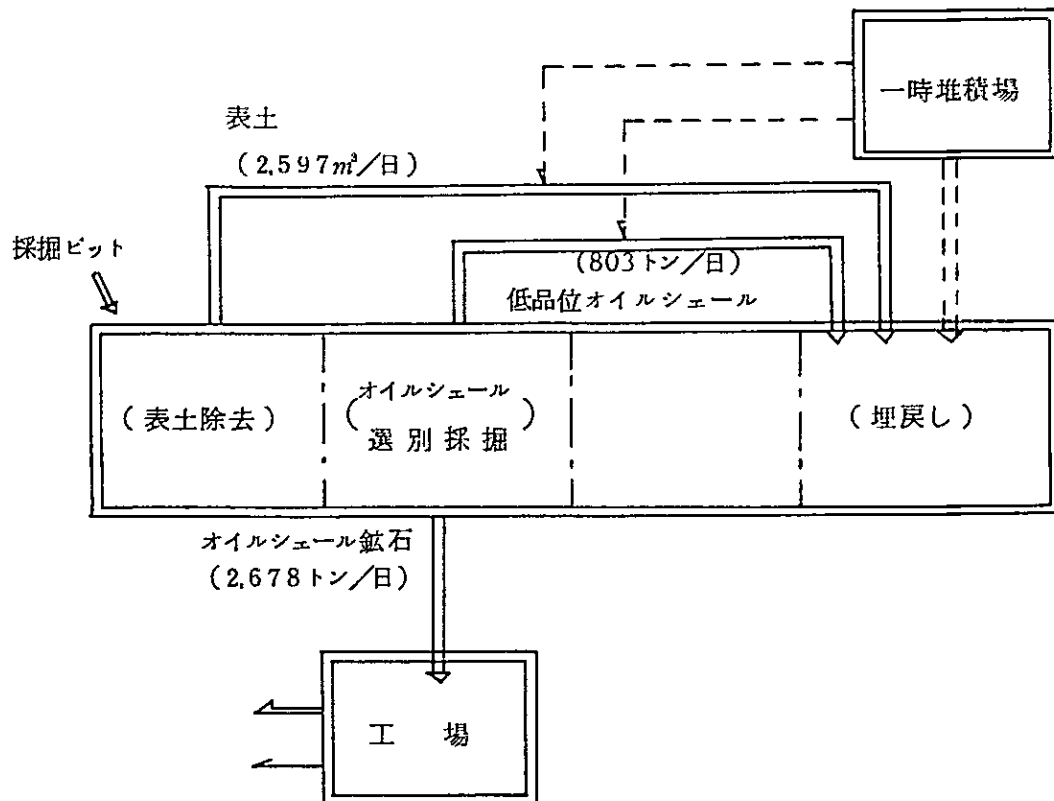 一時堆積場
表土
(2,597m³/日)
採掘ピット
(803トン/日)
低品位オイルシェール
(表土除去)
(オイルシェール
選別採掘)
(埋戻し)
オイルシェール鉱石
(2,678トン/日)
工場